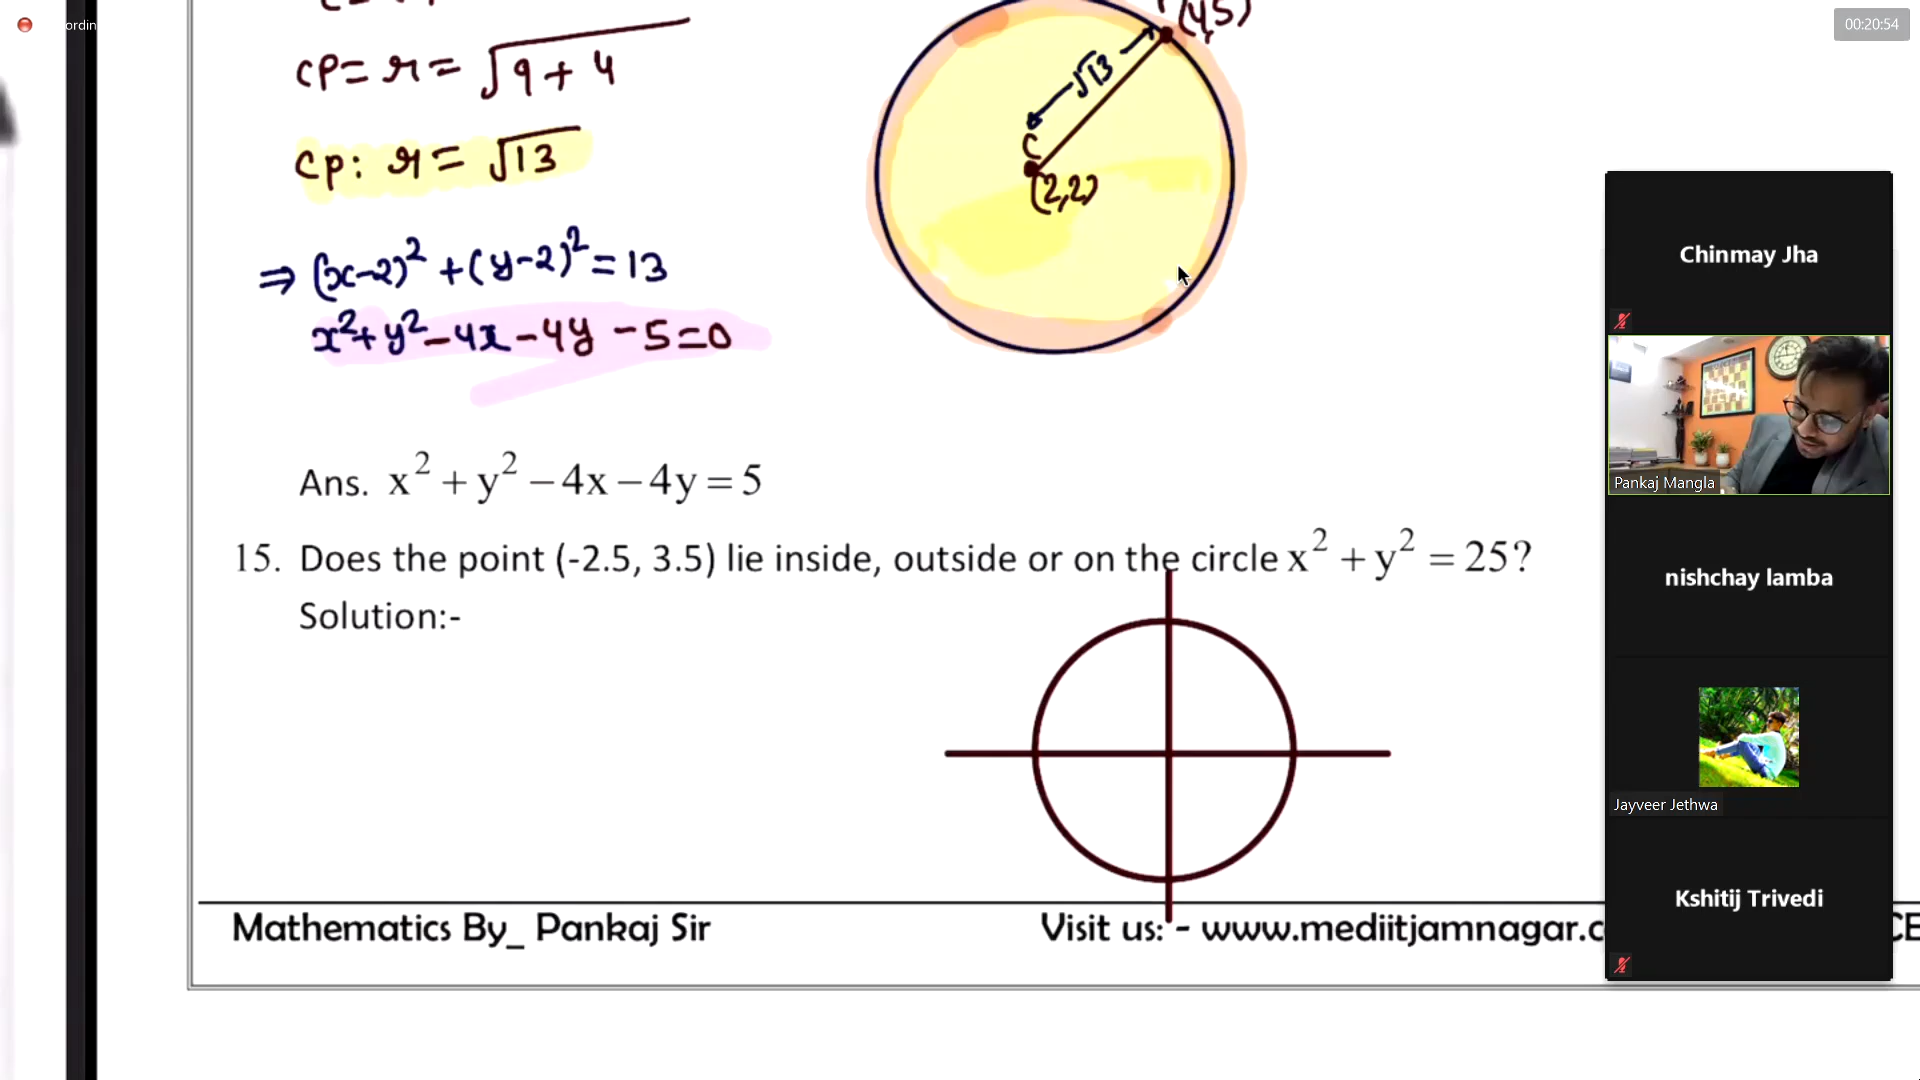 ordin
00:20:54
(4,5)
CP = r = √9 + 4
√13
CP: r = √13
C
(2,2)
⇒ (x-2)² + (y-2)² = 13
x² + y² - 4x - 4y - 5 = 0
Ans. x² + y² – 4x – 4y = 5
15. Does the point (-2.5, 3.5) lie inside, outside or on the circle x² + y² = 25?
Solution:-
Mathematics By_ Pankaj Sir
Visit us: - www.mediitjamnagar.c
CE
Chinmay Jha
Pankaj Mangla
nishchay lamba
Jayveer Jethwa
Kshitij Trivedi